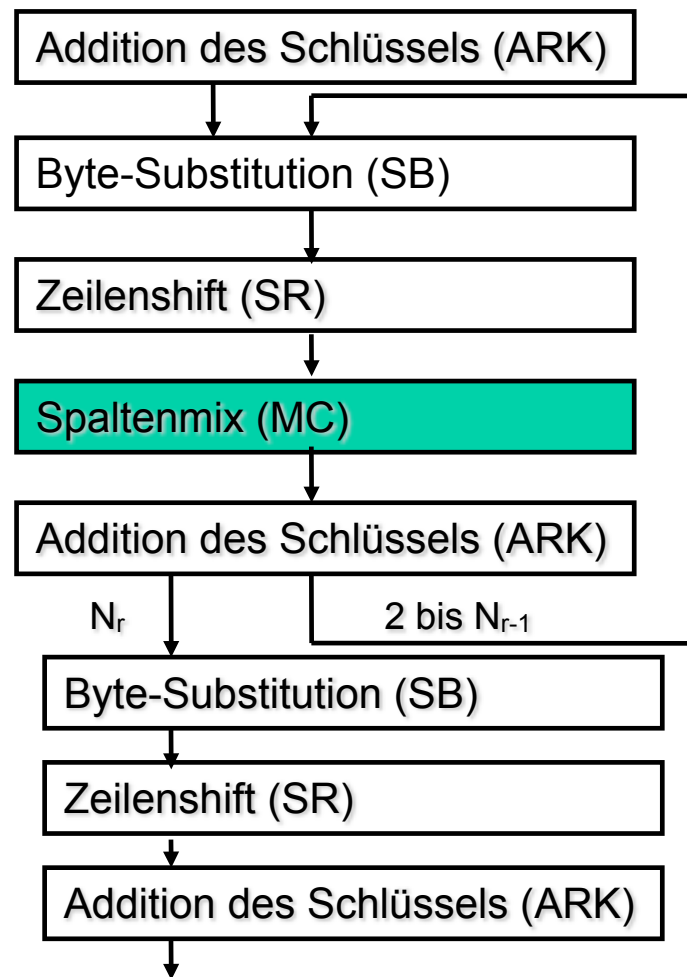 Addition des Schlüssels (ARK)
Byte-Substitution (SB)
Zeilenshift (SR)
Spaltenmix (MC)
Addition des Schlüssels (ARK)
Nr 2 bis Nr-1
Byte-Substitution (SB)
Zeilenshift (SR)
Addition des Schlüssels (ARK)